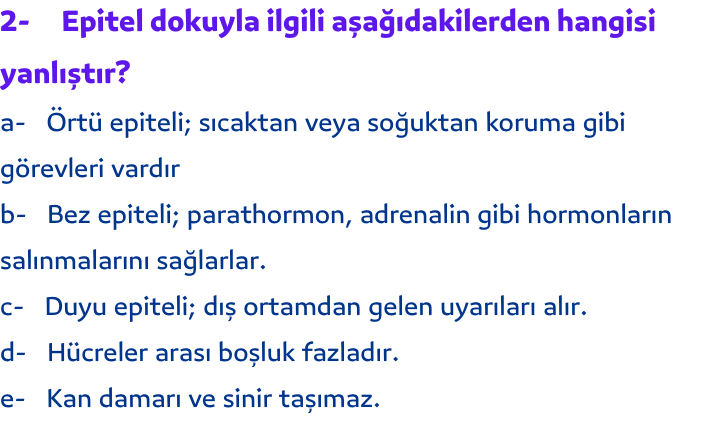 2- Epitel dokuyla ilgili aşağıdakilerden hangisi
yanlıştır?
a- Örtü epiteli; sıcaktan veya soğuktan koruma gibi
görevleri vardır
b- Bez epiteli; parathormon, adrenalin gibi hormonların
salınmalarını sağlarlar.
c- Duyu epiteli; dış ortamdan gelen uyarıları alır.
d- Hücreler arası boşluk fazladır.
e- Kan damarı ve sinir taşımaz.